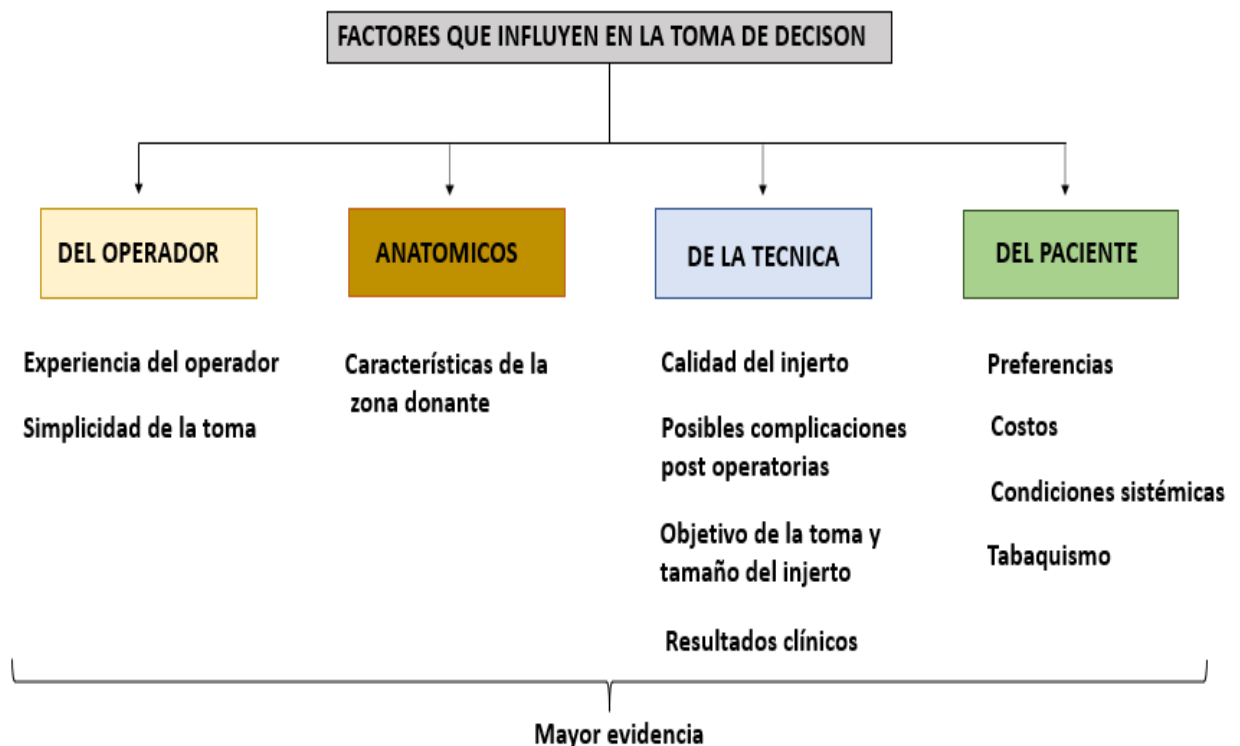 FACTORES QUE INFLUYEN EN LA TOMA DE DECISON
DEL OPERADOR
ANATOMICOS
DE LA TECNICA
DEL PACIENTE
Experiencia del operador
Simplicidad de la toma
Características de la
zona donante
Calidad del injerto
Posibles complicaciones
post operatorias
Objetivo de la toma y
tamaño del injerto
Resultados clínicos
Preferencias
Costos
Condiciones sistémicas
Tabaquismo
Mayor evidencia